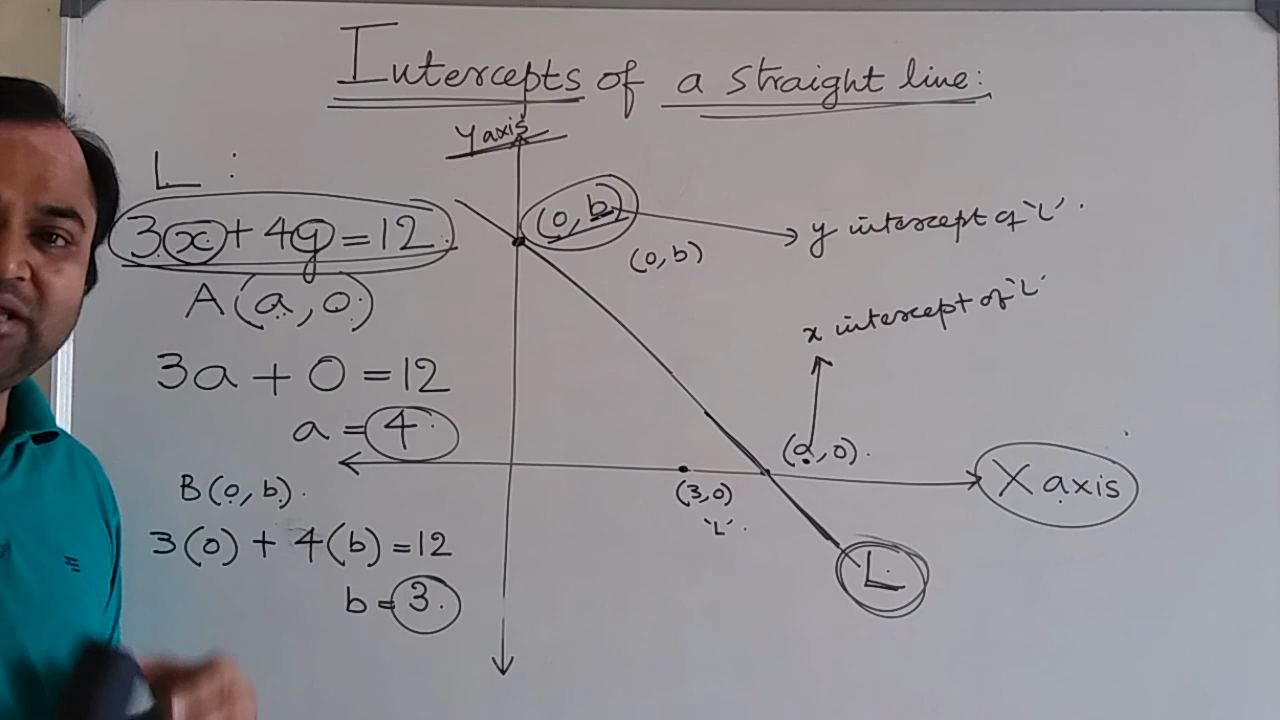 Intercepts of a straight line:
Y axis
L :
3x + 4y = 12
A(a, 0)
3a + 0 = 12
a = 4.
B(0, b).
3(0) + 4(b) = 12
b = 3.
(0, b)
y intercept of 'L'.
(0, b)
x intercept of 'L'
(a, 0).
X axis
(3, 0)
'L'.
L